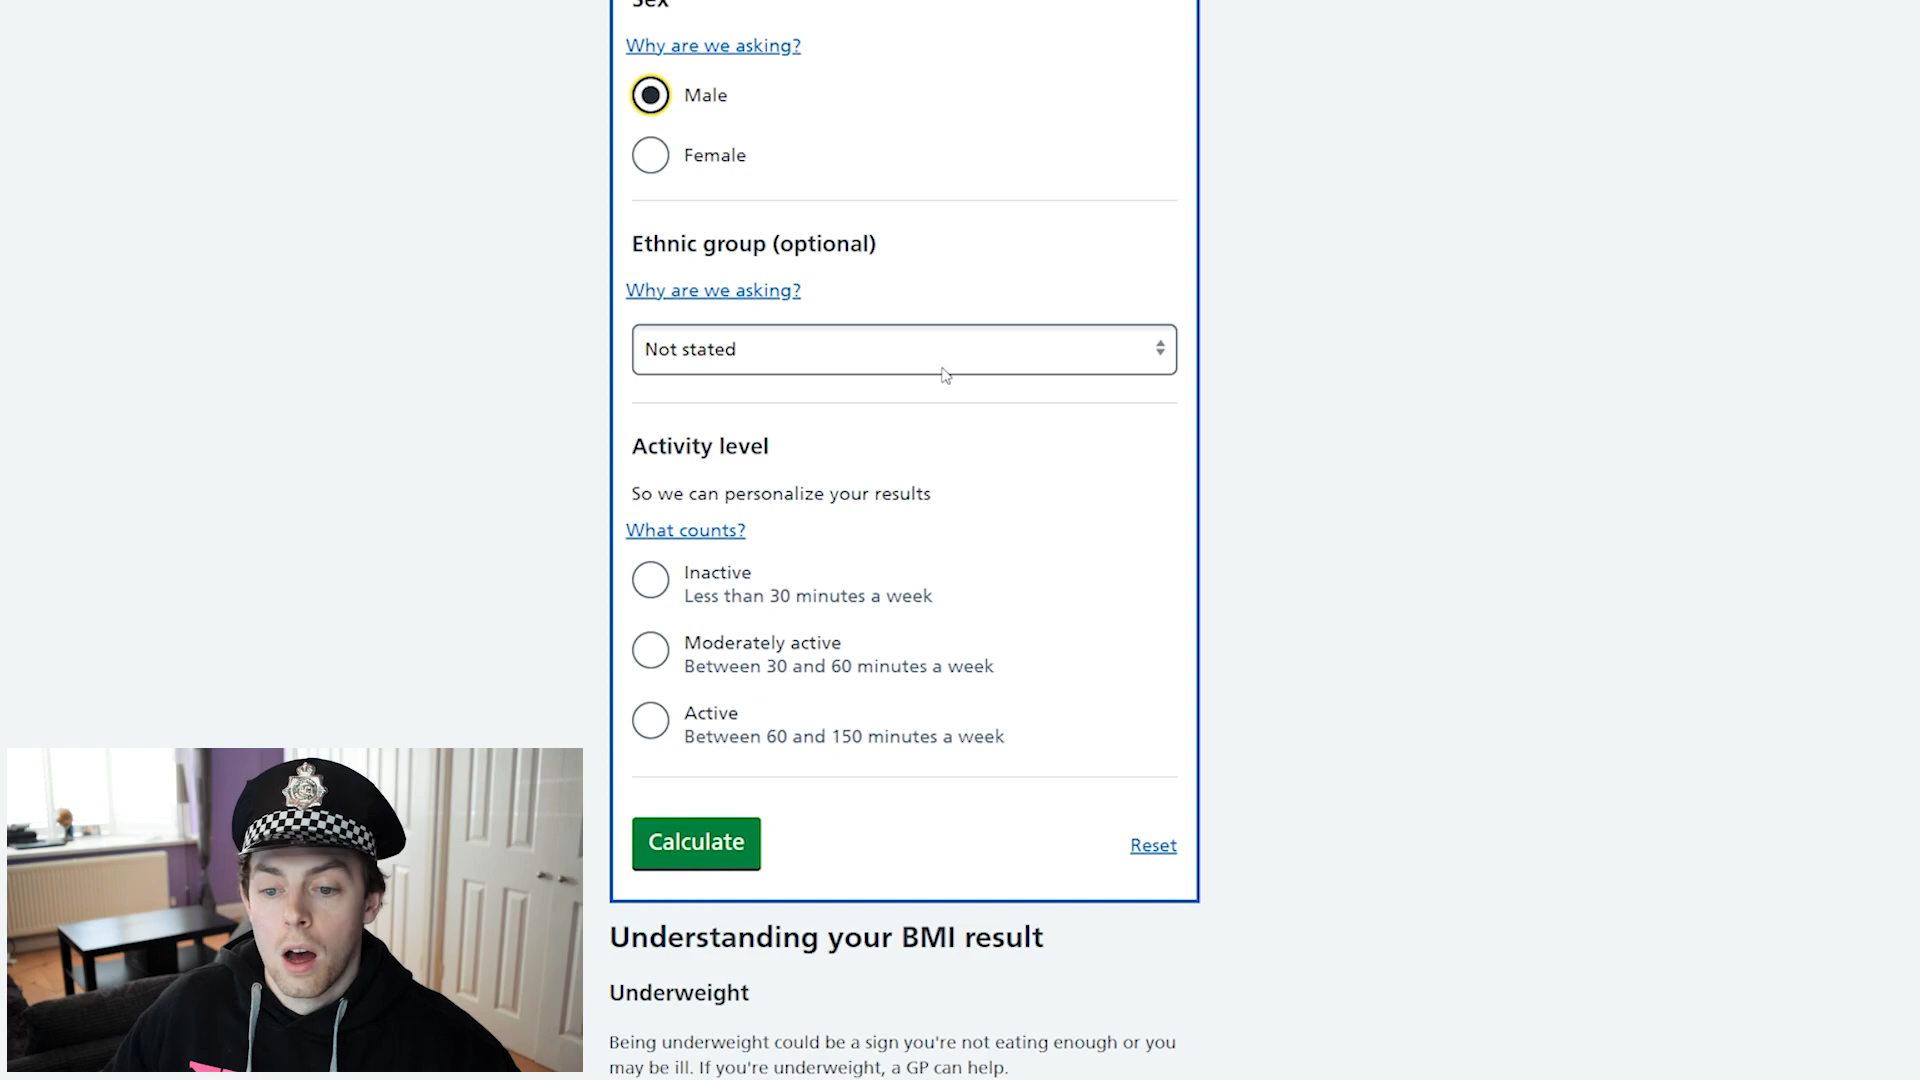 Sex
Why are we asking?
Male
Female
Ethnic group (optional)
Why are we asking?
Not stated
Activity level
So we can personalize your results
What counts?
Inactive
Less than 30 minutes a week
Moderately active
Between 30 and 60 minutes a week
Active
Between 60 and 150 minutes a week
Calculate
Reset
Understanding your BMI result
Underweight
Being underweight could be a sign you're not eating enough or you
may be ill. If you're underweight, a GP can help.